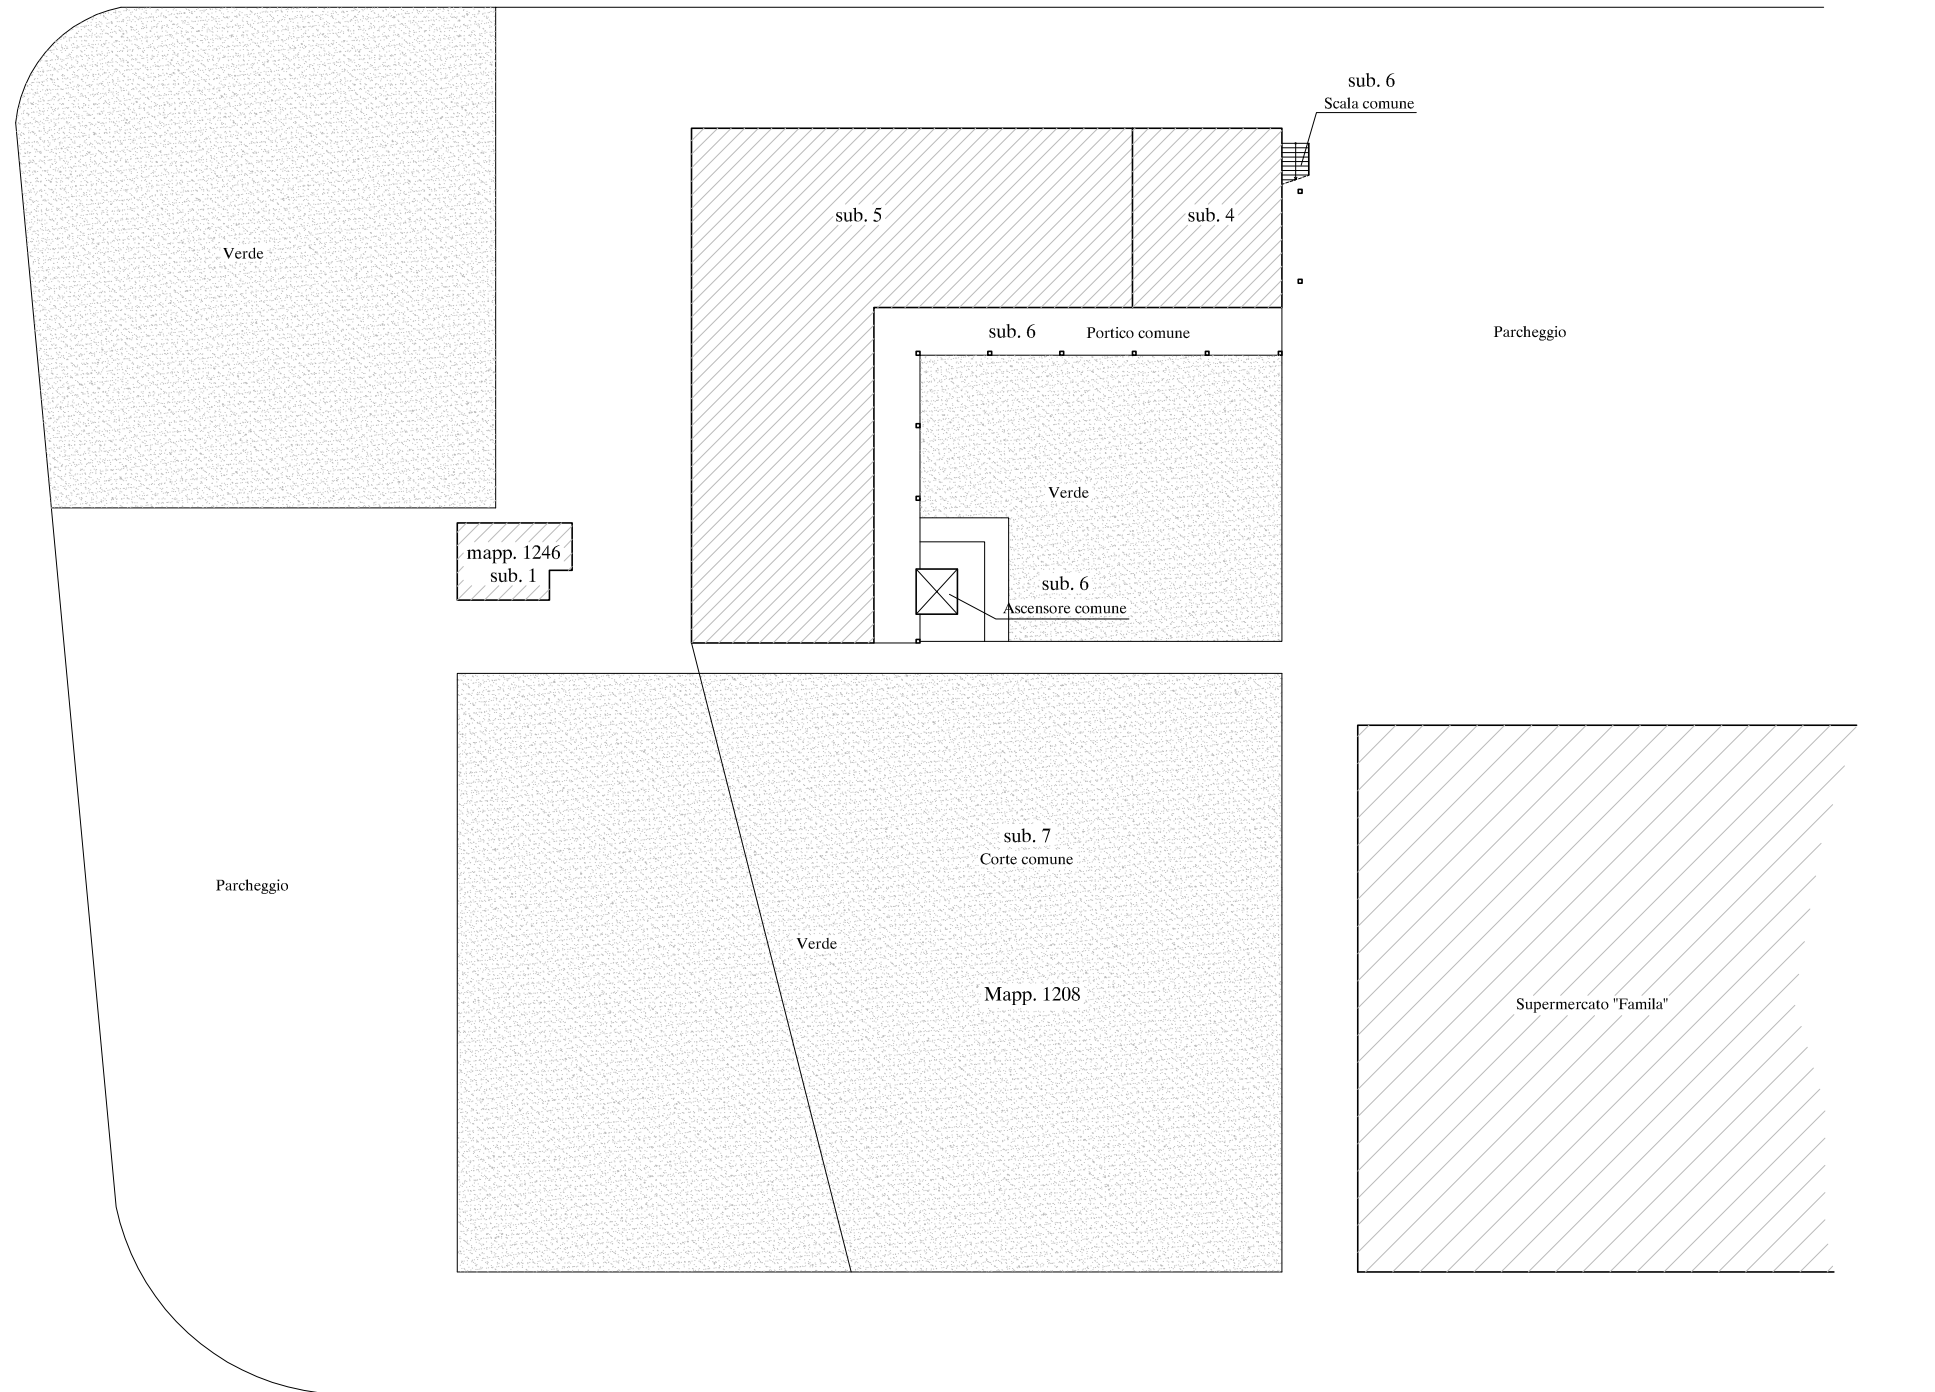 sub. 6
Scala comune
sub. 5
sub. 4
Verde
sub. 6
Portico comune
Parcheggio
Verde
mapp. 1246
sub. 1
sub. 6
Ascensore comune
sub. 7
Corte comune
Parcheggio
Verde
Mapp. 1208
Supermercato "Famila"